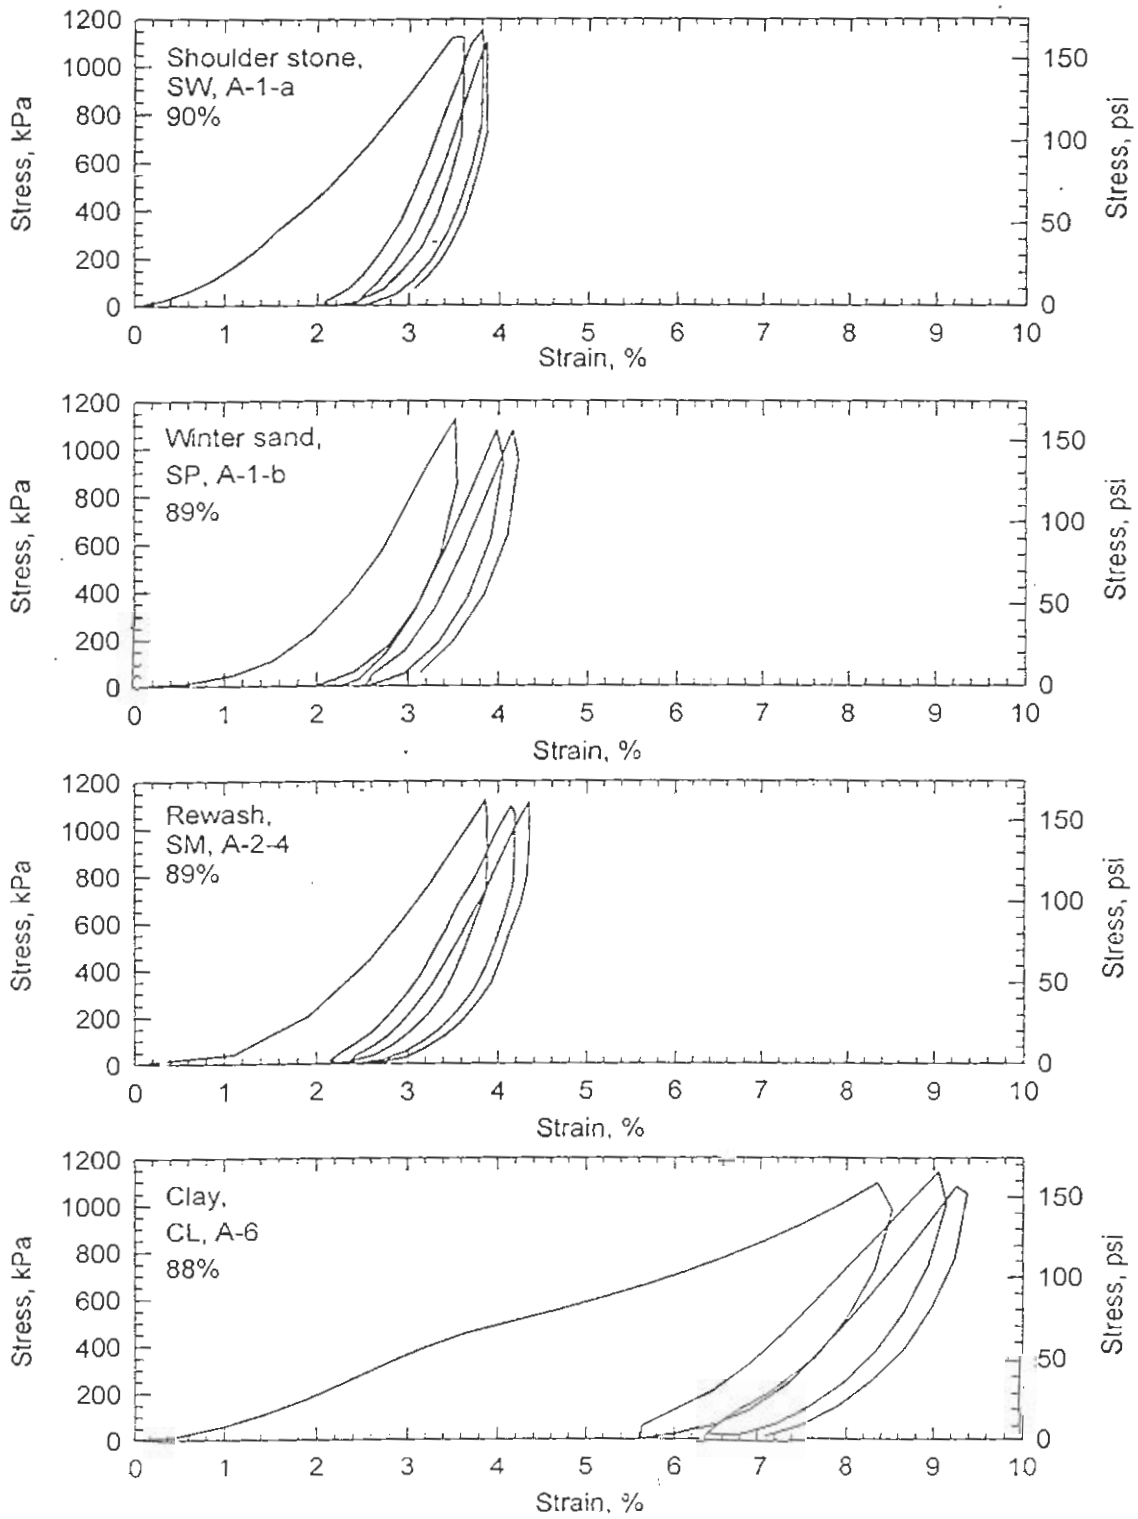 1200
1000
800
600
400
200
0
Stress, kPa
Shoulder stone,
SW, A-1-a
90%
150
100
50
0
Stress, psi
0 1 2 3 4 5 6 7 8 9 10
Strain, %
1200
1000
800
600
400
200
0
Stress, kPa
Winter sand,
SP, A-1-b
89%
150
100
50
0
Stress, psi
0 1 2 3 4 5 6 7 8 9 10
Strain, %
1200
1000
800
600
400
200
0
Stress, kPa
Rewash,
SM, A-2-4
89%
150
100
50
0
Stress, psi
0 1 2 3 4 5 6 7 8 9 10
Strain, %
1200
1000
800
600
400
200
0
Stress, kPa
Clay,
CL, A-6
88%
150
100
50
0
Stress, psi
0 1 2 3 4 5 6 7 8 9 10
Strain, %